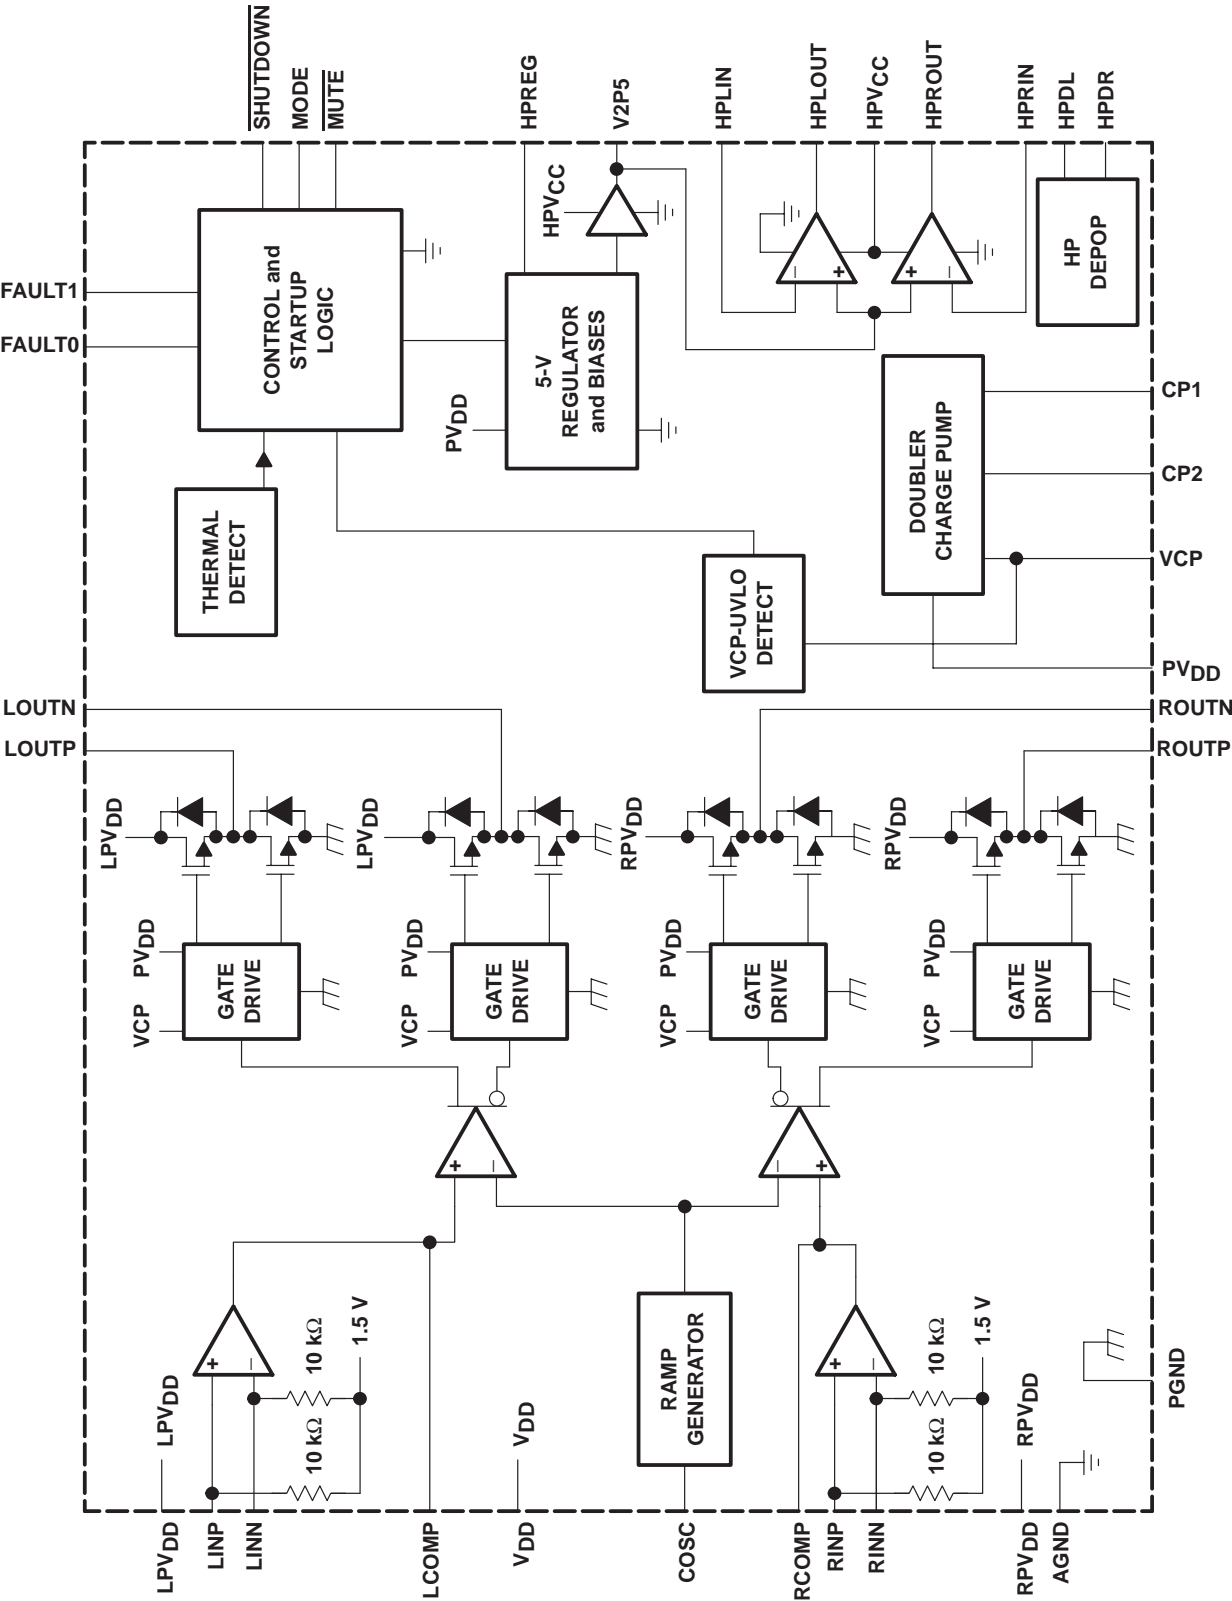 SHUTDOWN
MODE
MUTE
HPREG
V2P5
HPLIN
HPLOUT
HPVCC
HPROUT
HPRIN
HPDL
HPDR
FAULT1
FAULT0
CONTROL and
STARTUP
LOGIC
HPVCC
5-V
REGULATOR
and BIASES
PVDD
−
+
+
−
HP
DEPOP
THERMAL
DETECT
VCP-UVLO
DETECT
DOUBLER
CHARGE PUMP
CP1
CP2
VCP
PVDD
LOUTN
LOUTP
ROUTN
ROUTP
LPVDD
LPVDD
RPVDD
RPVDD
PVDD
VCP
GATE
DRIVE
PVDD
VCP
GATE
DRIVE
PVDD
VCP
GATE
DRIVE
PVDD
VCP
GATE
DRIVE
+
−
−
+
+
−
10 kΩ
10 kΩ
1.5 V
RAMP
GENERATOR
+
−
10 kΩ
10 kΩ
1.5 V
LPVDD
VDD
RPVDD
PGND
LPVDD
LINP
LINN
LCOMP
VDD
COSC
RCOMP
RINP
RINN
RPVDD
AGND